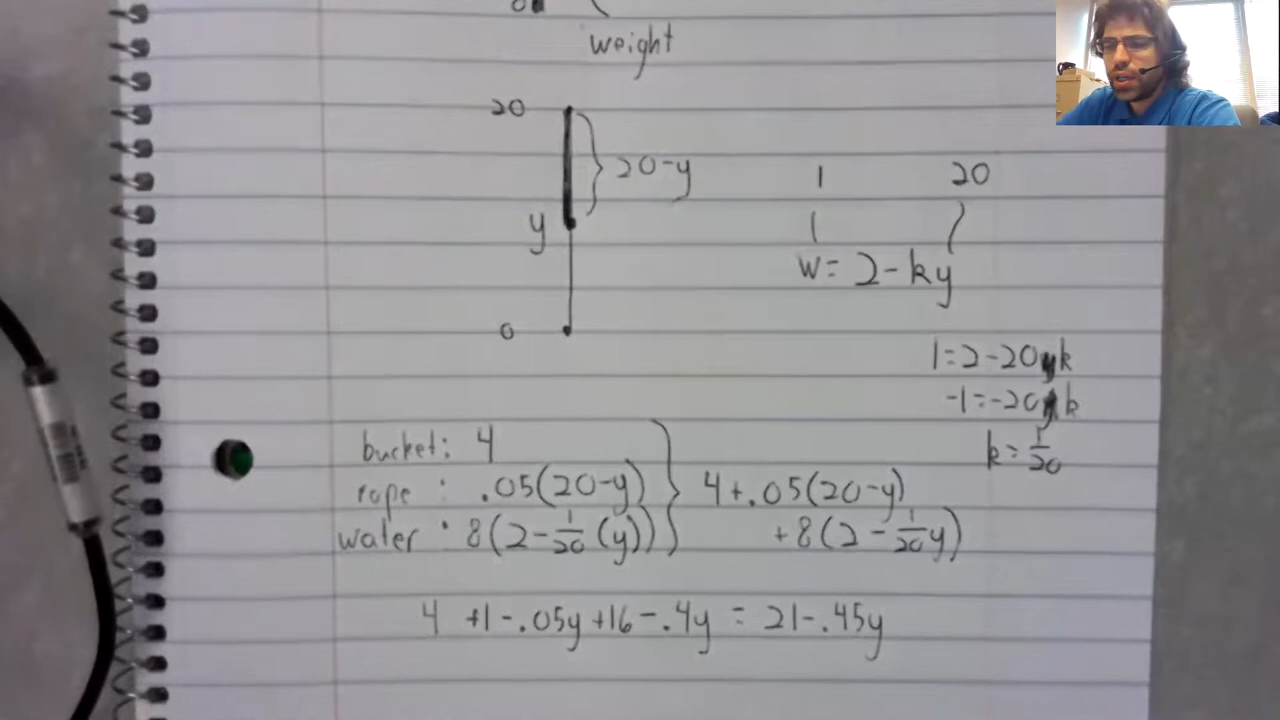 weight
20
20-y
y
0
1 20
w= 2-ky
1=2-20k
-1=-20k
k=1/20
bucket: 4
rope : .05(20-y)
water : 8(2-1/20(y))
4+.05(20-y)
+8(2-1/20y)
4 +1-.05y+16-.4y = 21-.45y